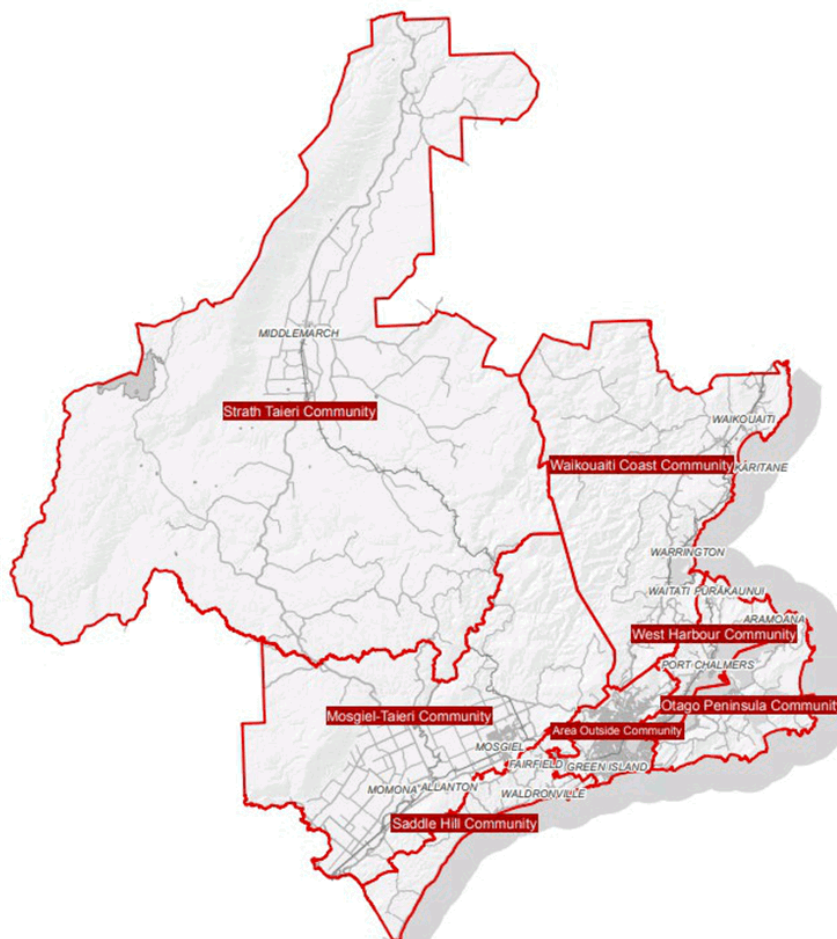 MIDDLEMARCH
Strath Taieri Community
WAIKOUAITI
Waikouaiti Coast Community
KARITANE
WARRINGTON
WAITATI
PURAKAUNUI
ARAMOANA
West Harbour Community
PORT CHALMERS
Otago Peninsula Community
Mosgiel-Taieri Community
Area Outside Community
MOSGIEL
FAIRFIELD
GREEN ISLAND
MOMONA
ALLANTON
WALDRONVILLE
Saddle Hill Community